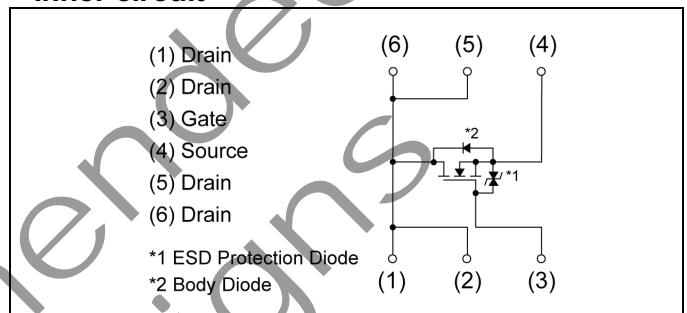 Inner circuit
(1) Drain
(2) Drain
(3) Gate
(4) Source
(5) Drain
(6) Drain
*1 ESD Protection Diode
*2 Body Diode
(6) (5) (4)
*2
*1
(1) (2) (3)